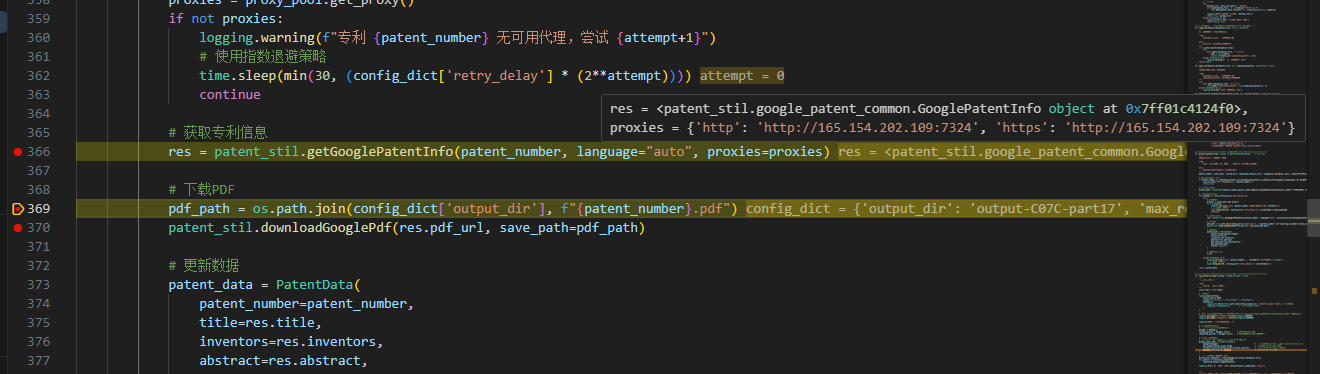 358 proxies = proxy_pool.get_proxy()
359 if not proxies:
360 logging.warning(f"专利 {patent_number} 无可用代理，尝试 {attempt+1}")
361 # 使用指数退避策略
362 time.sleep(min(30, (config_dict['retry_delay'] * (2**attempt)))) attempt = 0
363 continue
364
res = <patent_stil.google_patent_common.GooglePatentInfo object at 0x7ff01c4124f0>,
proxies = {'http': 'http://165.154.202.109:7324', 'https': 'http://165.154.202.109:7324'}
365 # 获取专利信息
366 res = patent_stil.getGooglePatentInfo(patent_number, language="auto", proxies=proxies) res = <patent_stil.google_patent_common.Google
367
368 # 下载PDF
369 pdf_path = os.path.join(config_dict['output_dir'], f"{patent_number}.pdf") config_dict = {'output_dir': 'output-C07C-part17', 'max_re
370 patent_stil.downloadGooglePdf(res.pdf_url, save_path=pdf_path)
371
372 # 更新数据
373 patent_data = PatentData(
374 patent_number=patent_number,
375 title=res.title,
376 inventors=res.inventors,
377 abstract=res.abstract,